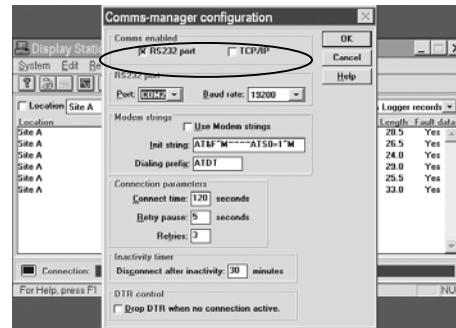 Comms-manager configuration
Comms enabled
RS232 port
TCP/IP
OK
Cancel
Help
RS232 port
Port: COM2
Baud rate: 19200
Modem strings
Use Modem strings
Init string: AT&F^M~~~~ATS0=1^M
Dialing prefix: ATDT
Connection parameters
Connect time: 120 seconds
Retry pause: 5 seconds
Retries: 3
Inactivity timer
Disconnect after inactivity: 30 minutes
DTR control
Drop DTR when no connection active.
Display Stati
System Edit Re
Location Site A
Logger records
Location
Length Fault data
Site A
28.5 Yes
Site A
26.5 Yes
Site A
24.0 Yes
Site A
29.0 Yes
Site A
25.5 Yes
Site A
33.0 Yes
Connection:
For Help, press F1
NU